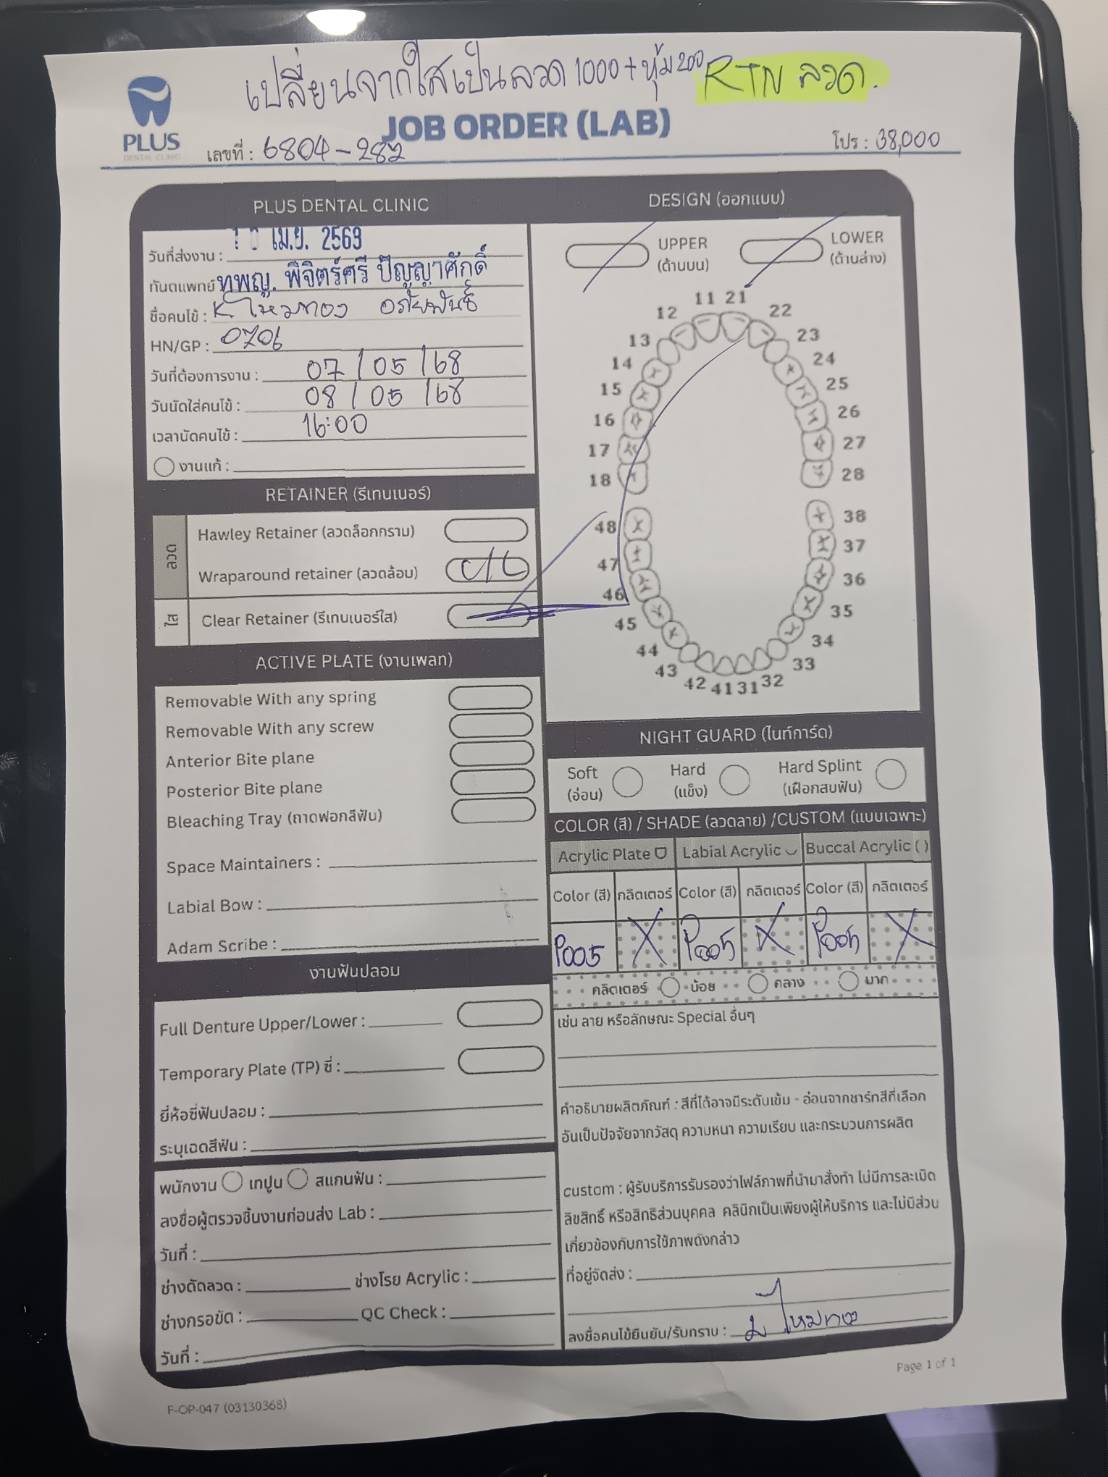 เปลี่ยนจากใสเป็นลวด 1000 + หุ้ม 200 RTN ลวด.
PLUS
DENTAL CLINIC
JOB ORDER (LAB)
เลขที่ : 6804-282
โปร : 38,000
PLUS DENTAL CLINIC
วันที่ส่งงาน : เม.ย. 2569
ทันตแพทย์ ทพญ. พิจิตร์ศรี ปัญญาศักดิ์
ชื่อคนไข้ : K. ไหมทอง อภัยพันธ์
HN/GP : 0706
วันที่ต้องการงาน : 07/05/68
วันนัดใส่คนไข้ : 08/05/68
เวลานัดคนไข้ : 16:00
งานแก้ :
RETAINER (รีเทนเนอร์)
ลวด
Hawley Retainer (ลวดล็อกกราม)
Wraparound retainer (ลวดล้อม) U/L
ใส
Clear Retainer (รีเทนเนอร์ใส)
ACTIVE PLATE (งานเพลท)
Removable With any spring
Removable With any screw
Anterior Bite plane
Posterior Bite plane
Bleaching Tray (ถาดฟอกสีฟัน)
Space Maintainers :
Labial Bow :
Adam Scribe :
งานฟันปลอม
Full Denture Upper/Lower :
Temporary Plate (TP) ซี่ :
ยี่ห้อซี่ฟันปลอม :
ระบุเฉดสีฟัน :
พนักงาน เทปูน สแกนฟัน :
ลงชื่อผู้ตรวจชิ้นงานก่อนส่ง Lab :
วันที่ :
ช่างดัดลวด : ช่างโรย Acrylic :
ช่างกรอขัด : QC Check :
วันที่ :
F-OP-047 (03130368)
DESIGN (ออกแบบ)
UPPER
(ด้านบน)
LOWER
(ด้านล่าง)
11 21
12 22
13 23
14 24
15 25
16 26
17 27
18 28
48 38
47 37
46 36
45 35
44 34
43 33
42 41 31 32
NIGHT GUARD (ไนท์การ์ด)
Soft
(อ่อน)
Hard
(แข็ง)
Hard Splint
(เฝือกสบฟัน)
COLOR (สี) / SHADE (ลวดลาย) /CUSTOM (แบบเฉพาะ)
Acrylic Plate Labial Acrylic Buccal Acrylic ( )
Color (สี) กลิตเตอร์ Color (สี) กลิตเตอร์ Color (สี) กลิตเตอร์
P005 X P005 X P005 X
กลิตเตอร์ น้อย กลาง มาก
เช่น ลาย หรือลักษณะ Special อื่นๆ
คำอธิบายผลิตภัณฑ์ : สีที่ได้อาจมีระดับเข้ม - อ่อนจากชาร์ทสีที่เลือก
อันเป็นปัจจัยจากวัสดุ ความหนา ความเรียบ และกระบวนการผลิต
custom : ผู้รับบริการรับรองว่าไฟล์ภาพที่นำมาสั่งทำ ไม่มีการละเมิด
ลิขสิทธิ์ หรือสิทธิส่วนบุคคล คลินิกเป็นเพียงผู้ให้บริการ และไม่มีส่วน
เกี่ยวข้องกับการใช้ภาพดังกล่าว
ที่อยู่จัดส่ง :
ลงชื่อคนไข้ยืนยัน/รับทราบ : ไหมทอง
Page 1 of 1